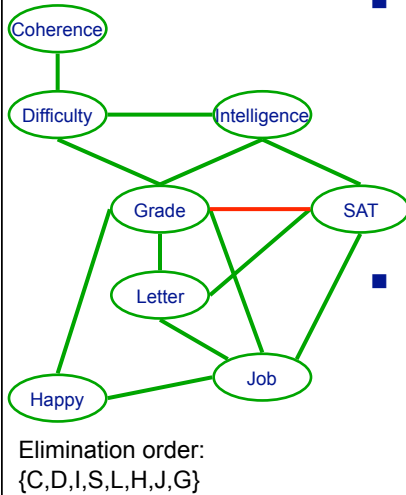 Coherence
Difficulty
Intelligence
Grade
SAT
Letter
Job
Happy
Elimination order:
{C,D,I,S,L,H,J,G}